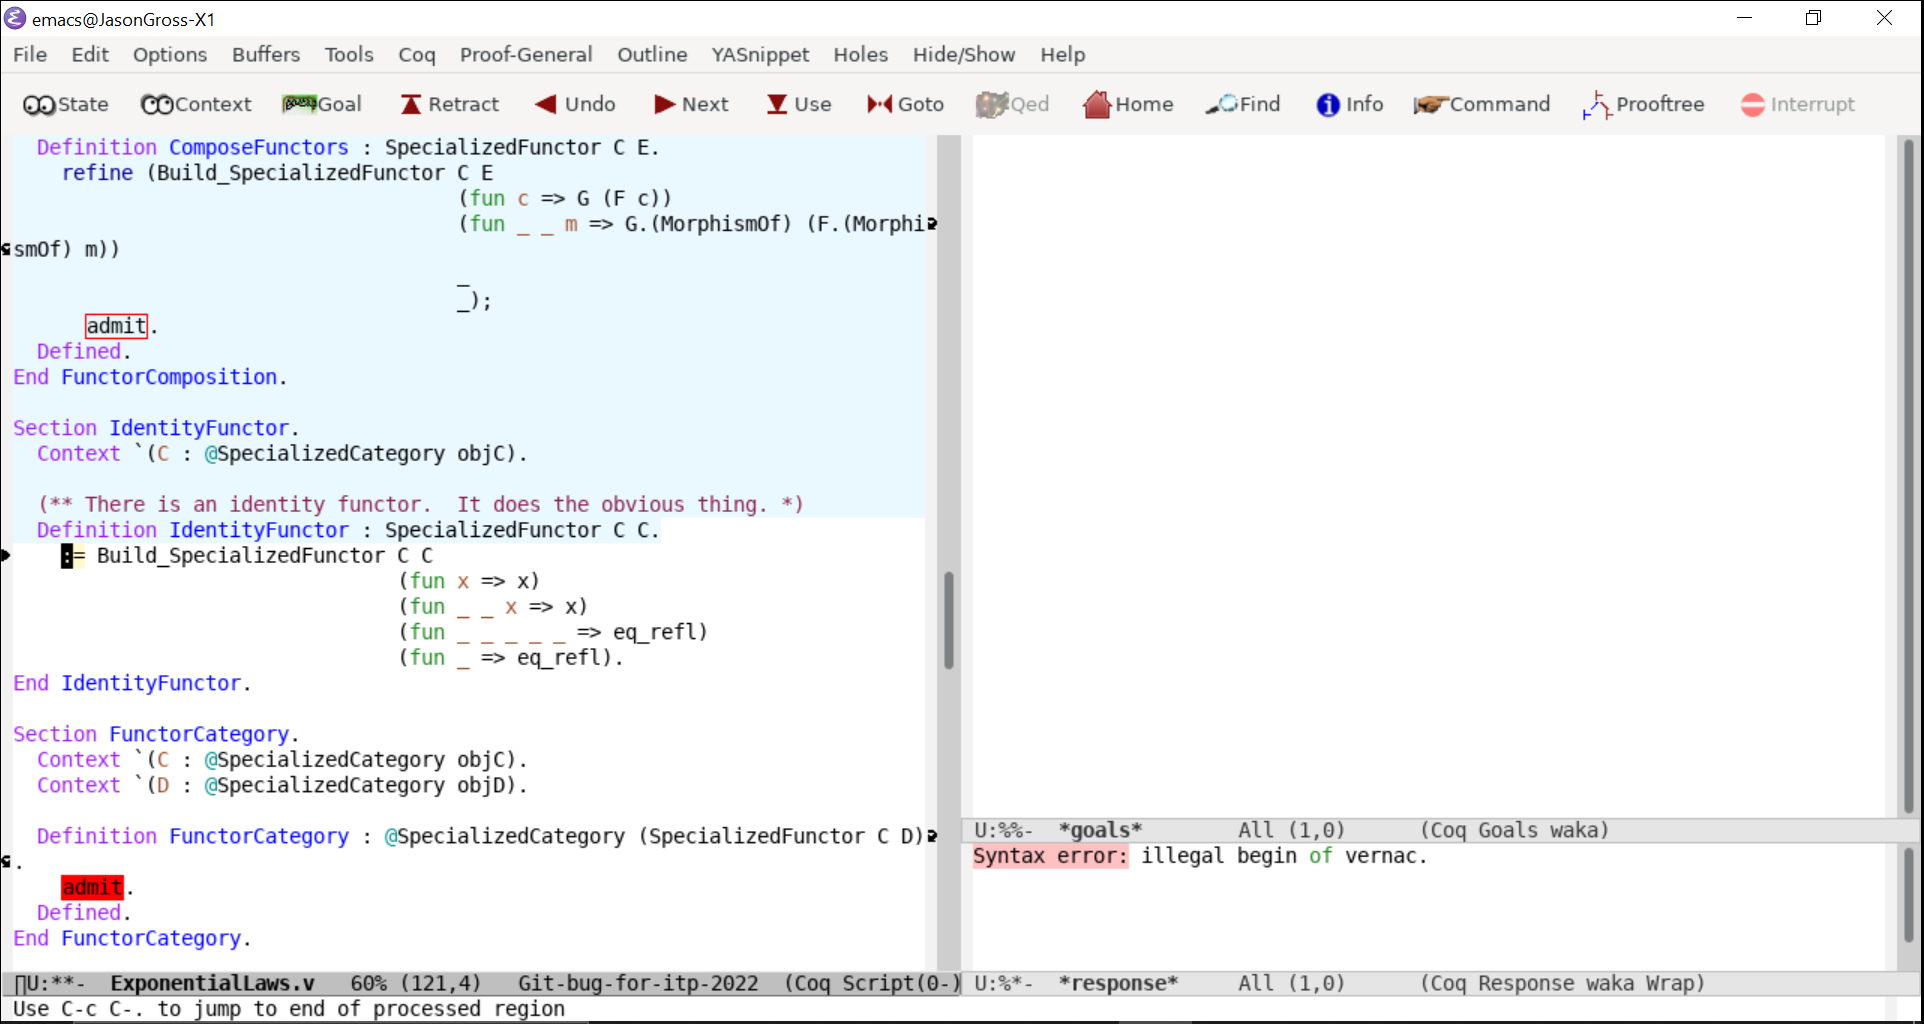 emacs@JasonGross-X1
File Edit Options Buffers Tools Coq Proof-General Outline YASnippet Holes Hide/Show Help
State Context Goal Retract Undo Next Use Goto Qed Home Find Info Command Prooftree Interrupt
Definition ComposeFunctors : SpecializedFunctor C E.
refine (Build_SpecializedFunctor C E
(fun c => G (F c))
(fun _ _ m => G.(MorphismOf) (F.(Morphi
smOf) m))
_
_);
admit.
Defined.
End FunctorComposition.
Section IdentityFunctor.
Context `(C : @SpecializedCategory objC).
(** There is an identity functor.  It does the obvious thing. *)
Definition IdentityFunctor : SpecializedFunctor C C.
:= Build_SpecializedFunctor C C
(fun x => x)
(fun _ _ x => x)
(fun _ _ _ _ _ => eq_refl)
(fun _ => eq_refl).
End IdentityFunctor.
Section FunctorCategory.
Context `(C : @SpecializedCategory objC).
Context `(D : @SpecializedCategory objD).
Definition FunctorCategory : @SpecializedCategory (SpecializedFunctor C D)
.
admit.
Defined.
End FunctorCategory.
U:**-  ExponentialLaws.v   60% (121,4)   Git-bug-for-itp-2022  (Coq Script(0-)
Use C-c C-. to jump to end of processed region
U:%%-  *goals*        All (1,0)      (Coq Goals waka)
Syntax error: illegal begin of vernac.
U:%*-  *response*     All (1,0)      (Coq Response waka Wrap)